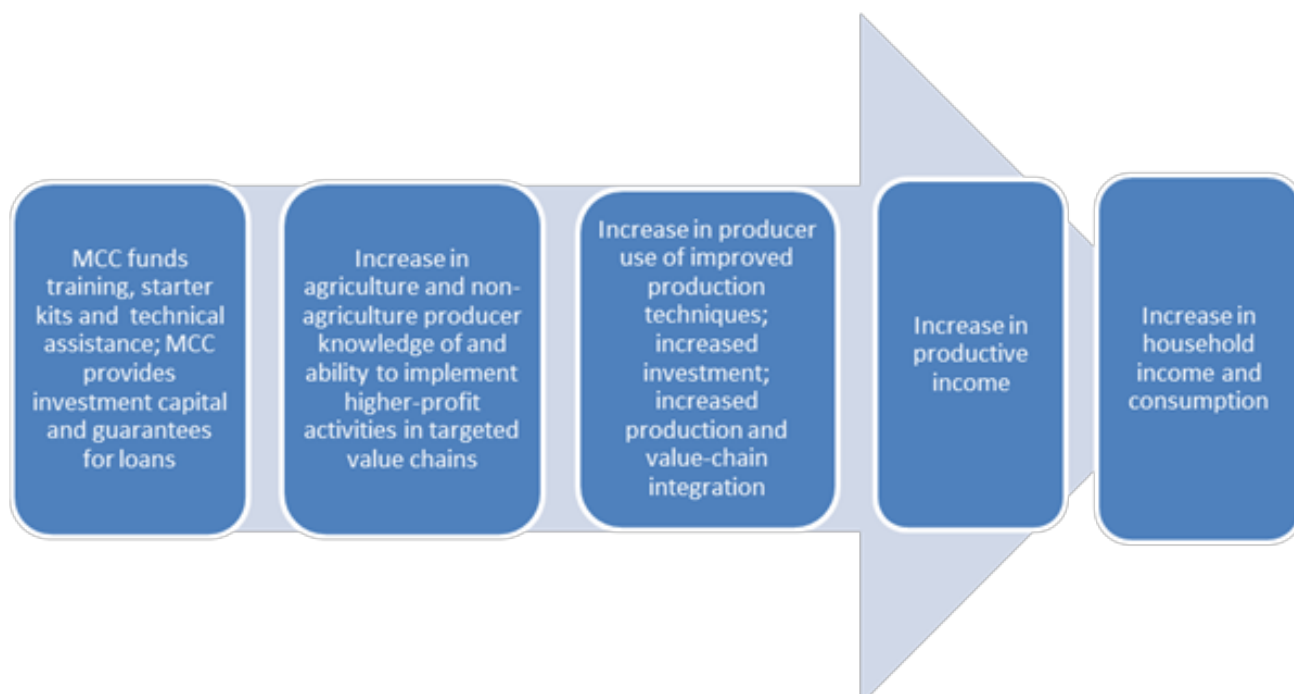 MCC funds
training, starter
kits and technical
assistance; MCC
provides
investment capital
and guarantees
for loans
Increase in
agriculture and non-
agriculture producer
knowledge of and
ability to implement
higher-profit
activities in targeted
value chains
Increase in producer
use of improved
production
techniques;
increased
investment;
increased
production and
value-chain
integration
Increase in
productive
income
Increase in
household
income and
consumption